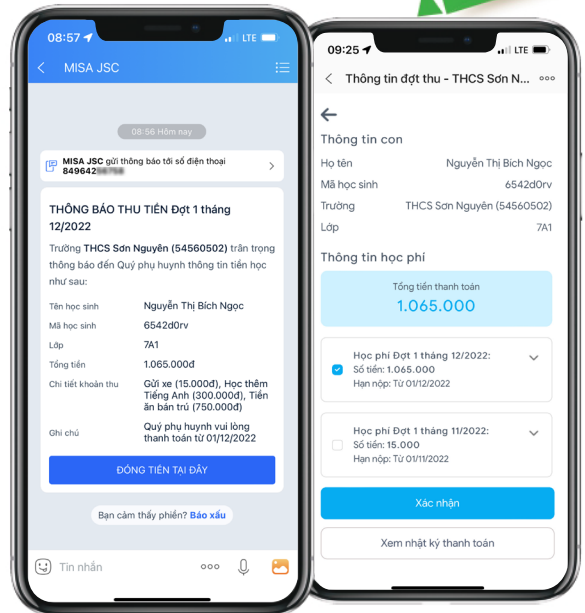 08:57
LTE
MISA JSC
08:56 Hôm nay
MISA JSC gửi thông báo tới số điện thoại
849642
THÔNG BÁO THU TIỀN Đợt 1 tháng
12/2022
Trường THCS Sơn Nguyên (54560502) trân trọng
thông báo đến Quý phụ huynh thông tin tiền học
như sau:
Tên học sinh Nguyễn Thị Bích Ngọc
Mã học sinh 6542d0rv
Lớp 7A1
Tổng tiền 1.065.000đ
Chi tiết khoản thu Gửi xe (15.000đ), Học thêm
Tiếng Anh (300.000đ), Tiền
ăn bán trú (750.000đ)
Ghi chú Quý phụ huynh vui lòng
thanh toán từ 01/12/2022
ĐÓNG TIỀN TẠI ĐÂY
Bạn cảm thấy phiền? Báo xấu
Tin nhắn
09:25
LTE
Thông tin đợt thu - THCS Sơn N...
Thông tin con
Họ tên Nguyễn Thị Bích Ngọc
Mã học sinh 6542d0rv
Trường THCS Sơn Nguyên (54560502)
Lớp 7A1
Thông tin học phí
Tổng tiền thanh toán
1.065.000
Học phí Đợt 1 tháng 12/2022:
Số tiền: 1.065.000
Hạn nộp: Từ 01/12/2022
Học phí Đợt 1 tháng 11/2022:
Số tiền: 15.000
Hạn nộp: Từ 01/11/2022
Xác nhận
Xem nhật ký thanh toán